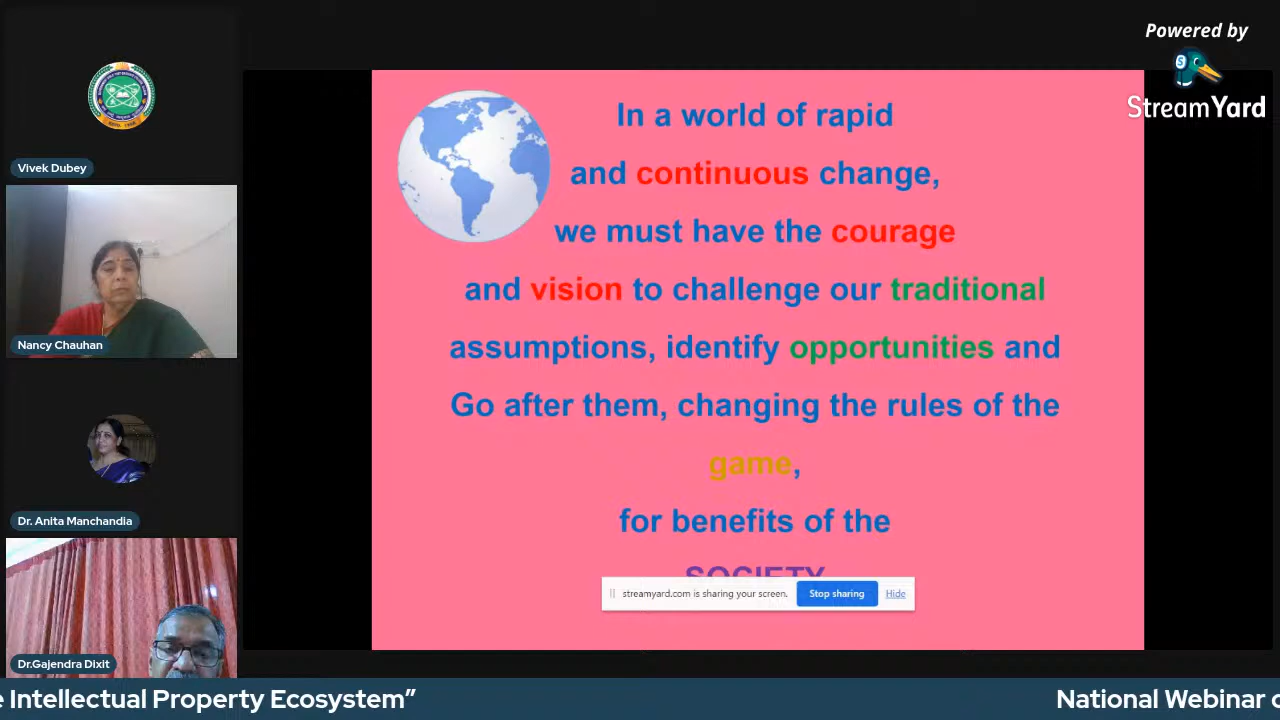 Powered by
StreamYard
Vivek Dubey
Nancy Chauhan
Dr. Anita Manchandia
Dr.Gajendra Dixit
In a world of rapid
and continuous change,
we must have the courage
and vision to challenge our traditional
assumptions, identify opportunities and
Go after them, changing the rules of the
game,
for benefits of the
SOCIETY
streamyard.com is sharing your screen. Stop sharing Hide
Intellectual Property Ecosystem” National Webinar